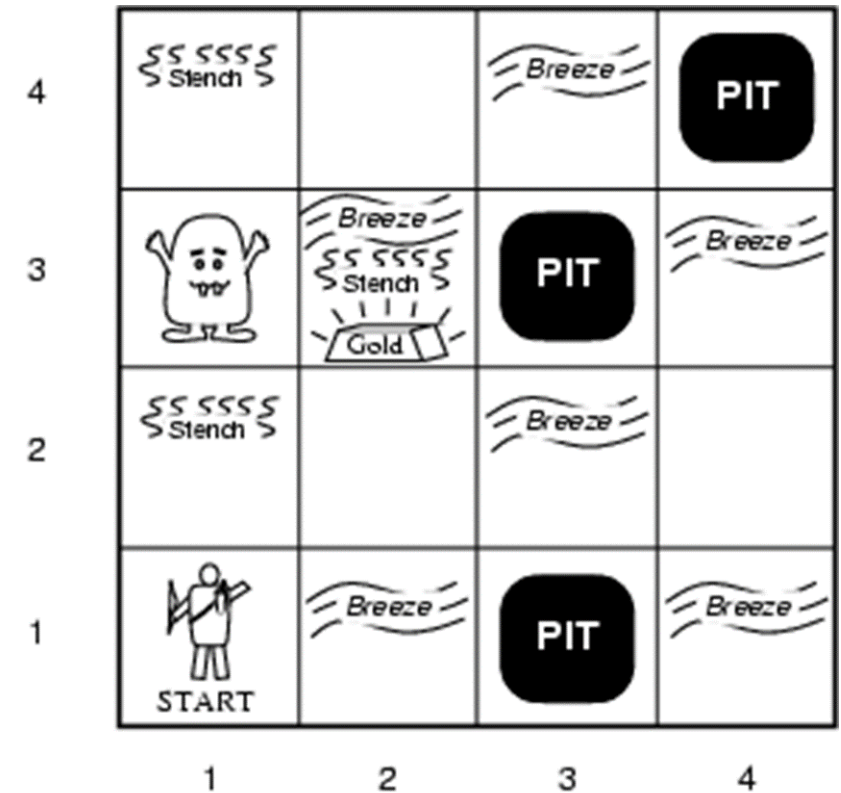 4 Stench Breeze PIT
3 Breeze PIT Breeze
Stench
Gold
2 Stench Breeze
1 Breeze PIT Breeze
START
1 2 3 4